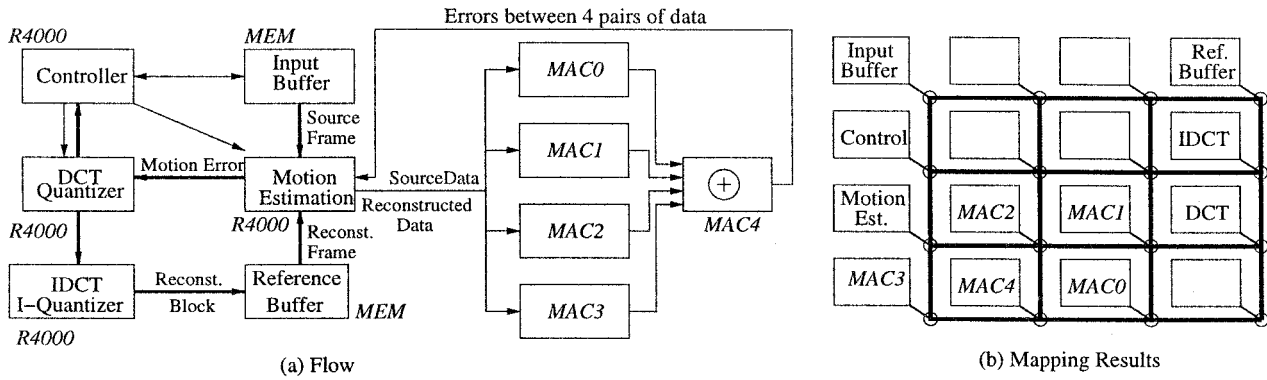 Errors between 4 pairs of data
R4000
MEM
Controller
Input
Buffer
Source
Frame
Motion Error
DCT
Quantizer
R4000
Motion
Estimation
R4000
SourceData
Reconstructed
Data
Reconst.
Frame
IDCT
I-Quantizer
R4000
Reconst.
Block
Reference
Buffer
MEM
MAC0
MAC1
MAC2
MAC3
+
MAC4
(a) Flow
Input
Buffer
Ref.
Buffer
Control
IDCT
Motion
Est.
MAC2
MAC1
DCT
MAC3
MAC4
MAC0
(b) Mapping Results